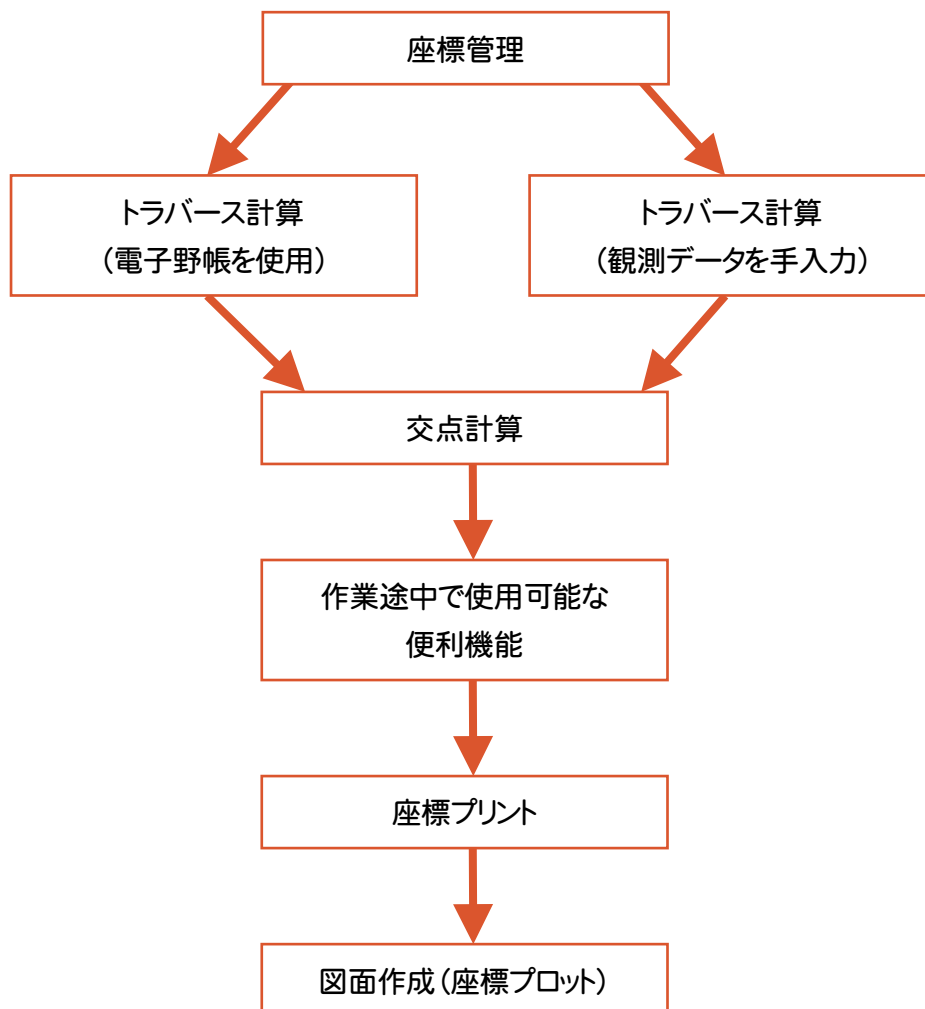 座標管理
トラバース計算
（電子野帳を使用）
トラバース計算
（観測データを手入力）
交点計算
作業途中で使用可能な
便利機能
座標プリント
図面作成（座標プロット）